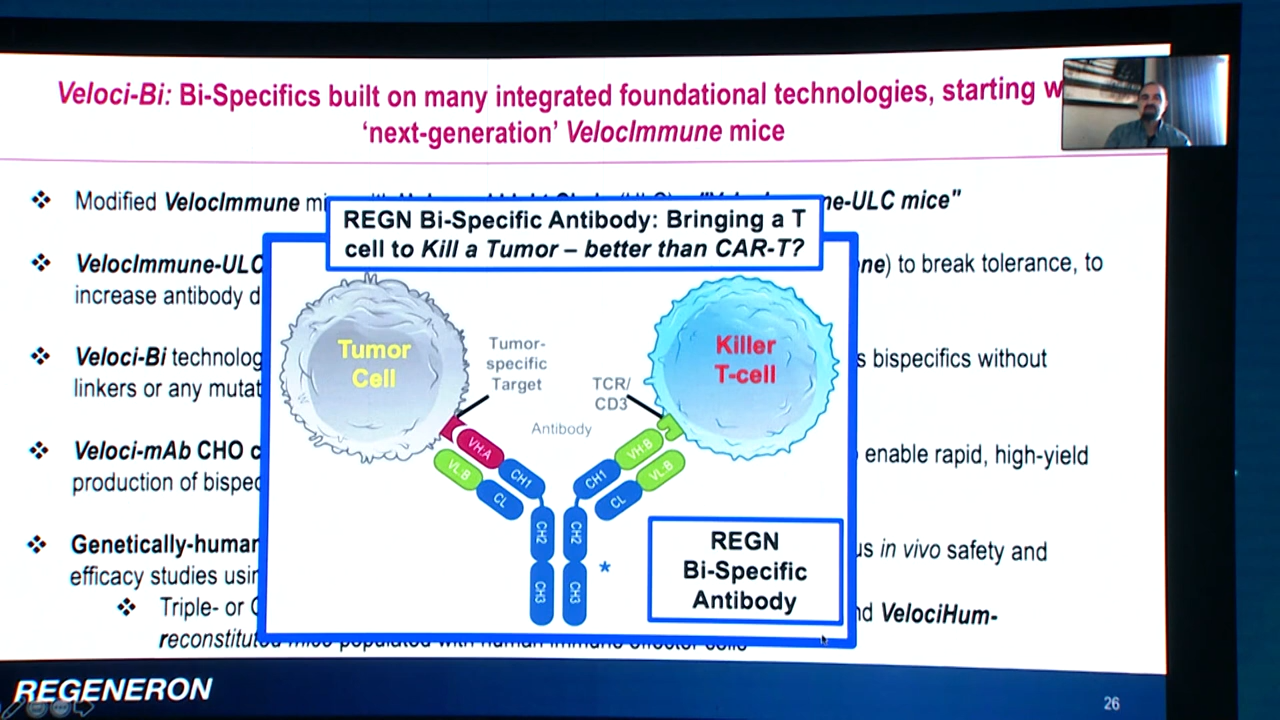 Veloci-Bi: Bi-Specifics built on many integrated foundational technologies, starting w
'next-generation' VelocImmune mice
❖ Modified VelocImmune ne-ULC mice"
REGN Bi-Specific Antibody: Bringing a T
cell to Kill a Tumor – better than CAR-T?
❖ VelocImmune-ULC ne) to break tolerance, to
increase antibody d
❖ Veloci-Bi technolog s bispecifics without
linkers or any mutat
❖ Veloci-mAb CHO c enable rapid, high-yield
production of bispec
❖ Genetically-human us in vivo safety and
efficacy studies usin
❖ Triple- or nd VelociHum-
reconstituted mice populated with human immune effector cells
Tumor
Cell
Tumor-
specific
Target
TCR/
CD3
Antibody
Killer
T-cell
VH-A
VL-B
CH1
CL
CH2
CH3
VH-B
VL-B
CH1
CL
CH2
CH3
*
REGN
Bi-Specific
Antibody
REGENERON
26